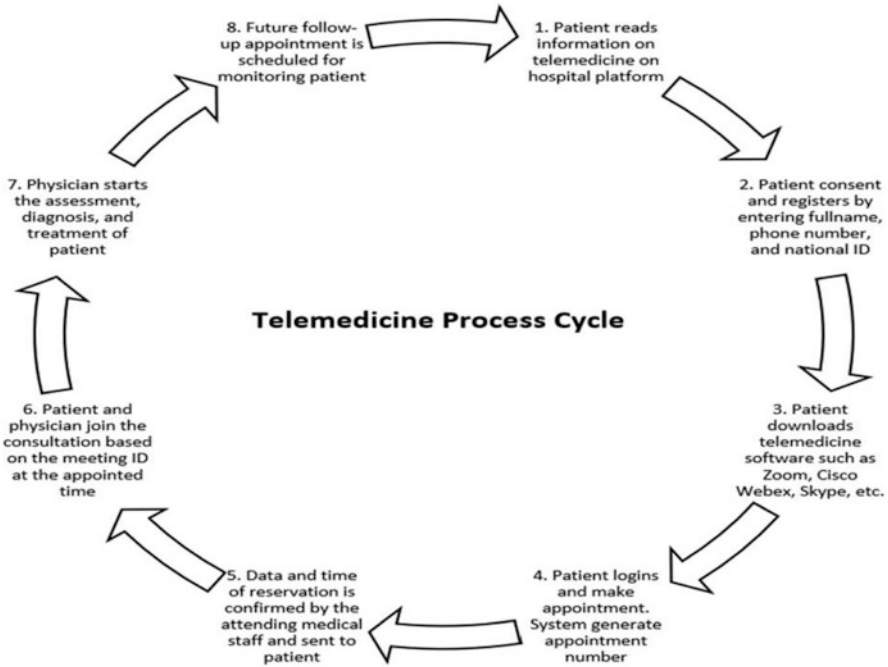 1. Patient reads
information on
telemedicine on
hospital platform
2. Patient consent
and registers by
entering fullname,
phone number,
and national ID
3. Patient
downloads
telemedicine
software such as
Zoom, Cisco
Webex, Skype, etc.
4. Patient logins
and make
appointment.
System generate
appointment
number
5. Data and time
of reservation is
confirmed by the
attending medical
staff and sent to
patient
6. Patient and
physician join the
consultation based
on the meeting ID
at the appointed
time
7. Physician starts
the assessment,
diagnosis, and
treatment of
patient
8. Future follow-
up appointment is
scheduled for
monitoring patient
Telemedicine Process Cycle